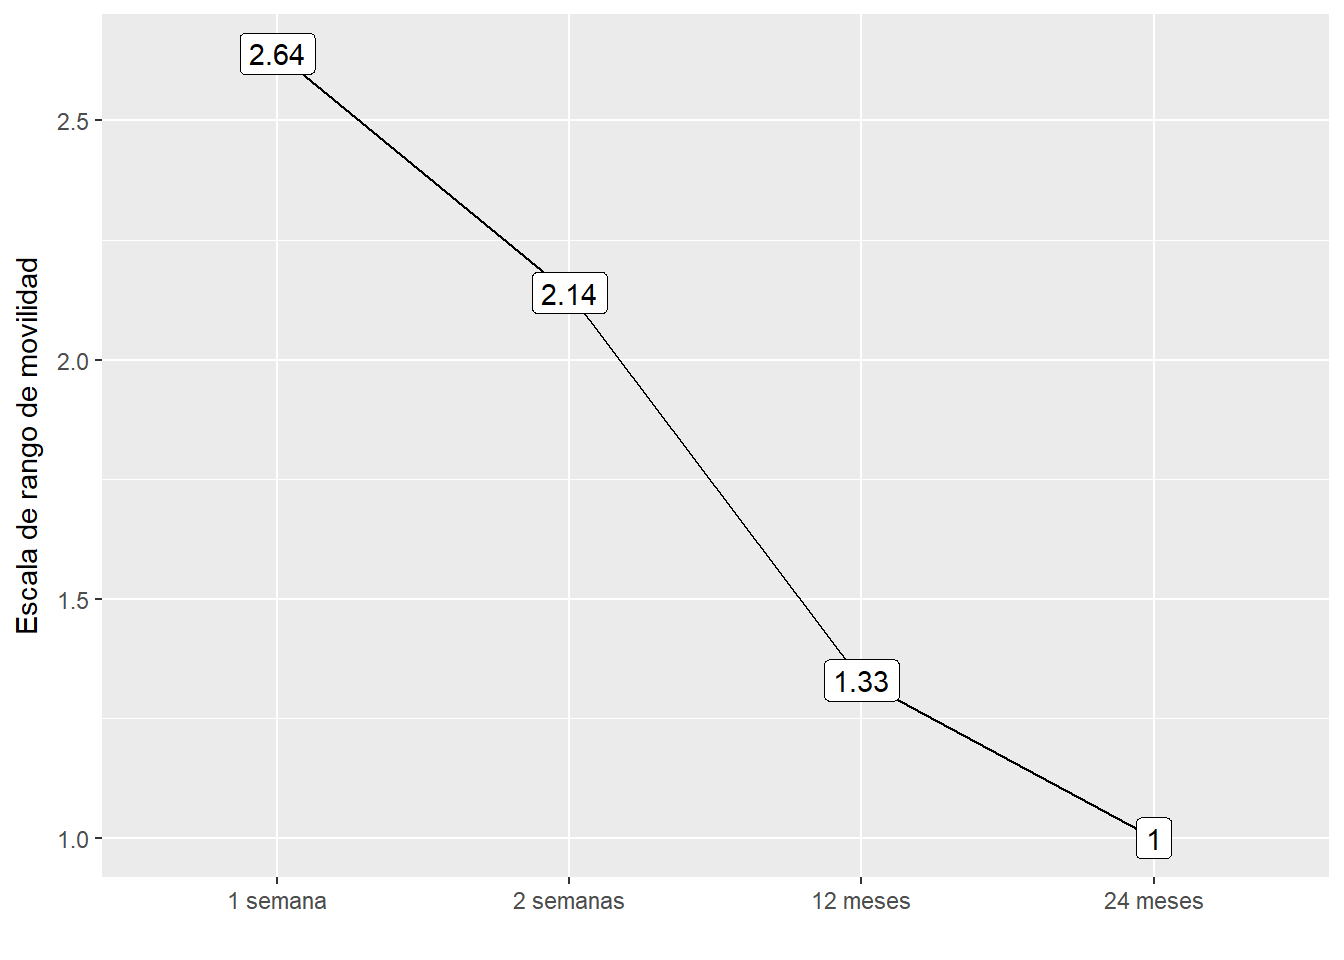 Escala de rango de movilidad
2.5
2.0
1.5
1.0
2.64
2.14
1.33
1
1 semana
2 semanas
12 meses
24 meses